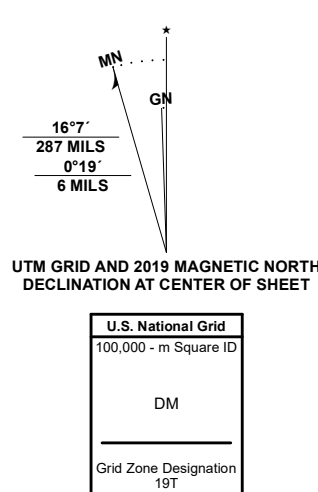 ★
MN
GN
16°7´
287 MILS
0°19´
6 MILS
UTM GRID AND 2019 MAGNETIC NORTH
DECLINATION AT CENTER OF SHEET
U.S. National Grid
100,000 - m Square ID
DM
Grid Zone Designation
19T